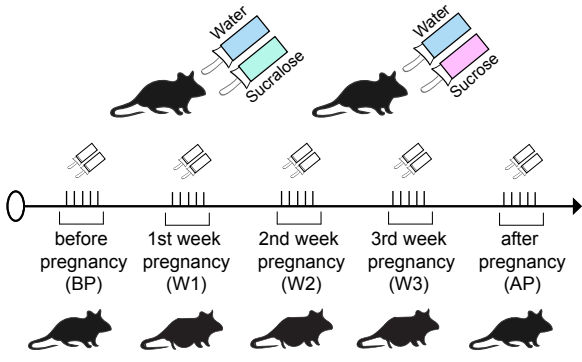 Water
Sucralose
Water
Sucrose
before
pregnancy
(BP)
1st week
pregnancy
(W1)
2nd week
pregnancy
(W2)
3rd week
pregnancy
(W3)
after
pregnancy
(AP)